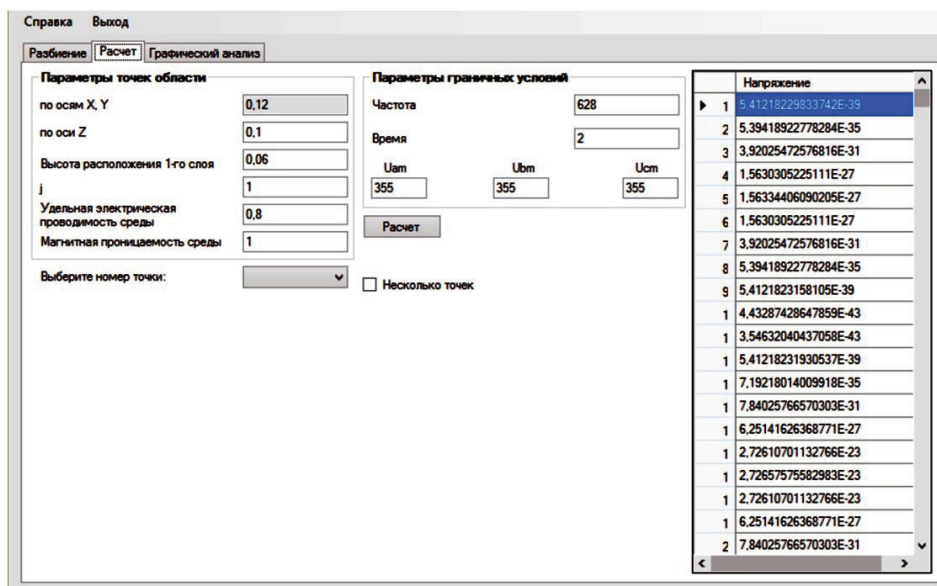 Справка Выход
Разбиение Расчет Графический анализ
Параметры точек области
по осям X, Y 0,12
по оси Z 0,1
Высота расположения 1-го слоя 0,06
j 1
Удельная электрическая
проводимость среды 0,8
Магнитная проницаемость среды 1
Выберите номер точки:
Параметры граничных условий
Частота 628
Время 2
Uam Ubm Ucm
355 355 355
Расчет
Несколько точек
Напряжение
1 5,41218229833742E-39
2 5,39418922778284E-35
3 3,92025472576816E-31
4 1,5630305225111E-27
5 1,56334406090205E-27
6 1,5630305225111E-27
7 3,92025472576816E-31
8 5,39418922778284E-35
9 5,4121823158105E-39
1 4,43287428647859E-43
1 3,54632040437058E-43
1 5,41218231930537E-39
1 7,19218014009918E-35
1 7,84025766570303E-31
1 6,25141626368771E-27
1 2,72610701132766E-23
1 2,72657575582983E-23
1 2,72610701132766E-23
1 6,25141626368771E-27
2 7,84025766570303E-31